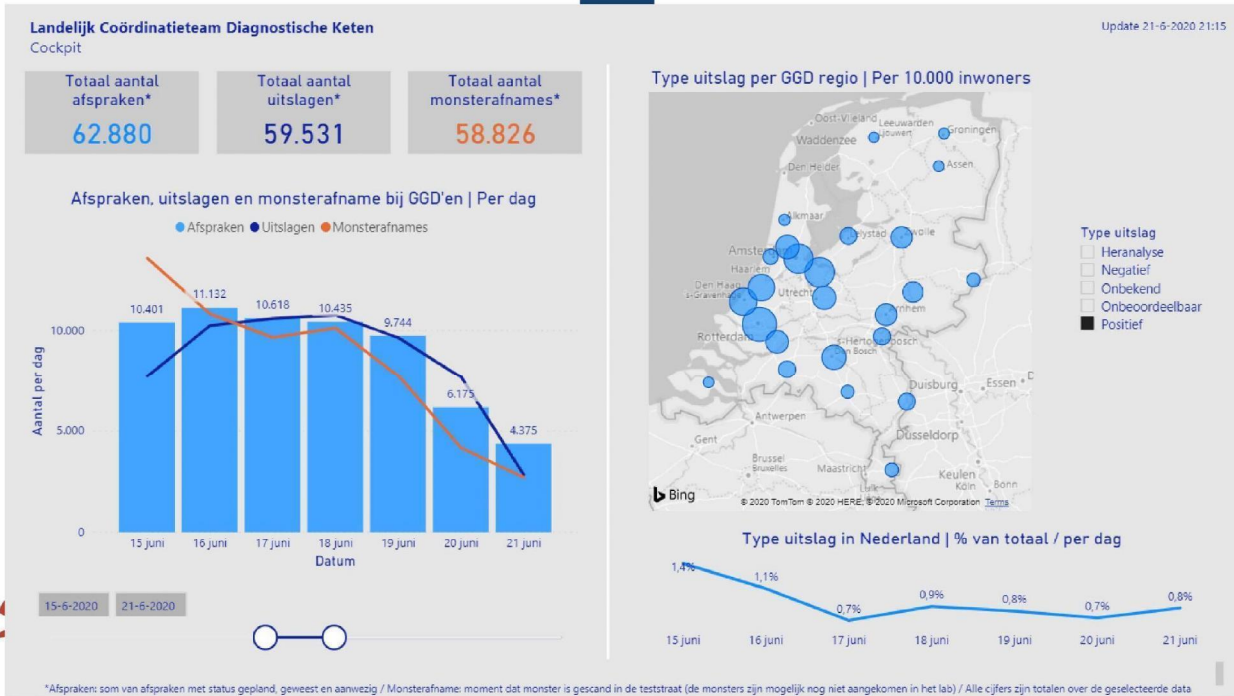 Landelijk Coördinatieteam Diagnostische Keten
Cockpit
Update 21-6-2020 21:15
Totaal aantal
afspraken*
62.880
Totaal aantal
uitslagen*
59.531
Totaal aantal
monsterafnames*
58.826
Afspraken, uitslagen en monsterafname bij GGD'en | Per dag
Afspraken Uitslagen Monsterafnames
Aantal per dag
10.000
5.000
0
10.401
11.132
10.618
10.435
9.744
6.175
4.375
15 juni 16 juni 17 juni 18 juni 19 juni 20 juni 21 juni
Datum
15-6-2020 21-6-2020
Type uitslag per GGD regio | Per 10.000 inwoners
Oost-Vlieland
Leeuwarden
Ljouwert
Groningen
Waddenzee
Assen
Den Helder
Alkmaar
Lelystad
Zwolle
Amsterdam
Haarlem
Den Haag
s-Gravenhage
Utrecht
Arnhem
Rotterdam
s-Hertogenbosch
Den Bosch
Duisburg
Essen
Antwerpen
Düsseldorp
Gent
Brussel
Bruxelles
Maastricht
Keulen
Köln
Bonn
Bing
© 2020 TomTom © 2020 HERE, © 2020 Microsoft Corporation Terms
Type uitslag
Heranalyse
Negatief
Onbekend
Onbeoordeelbaar
Positief
Type uitslag in Nederland | % van totaal / per dag
1,4%
1,1%
0,7%
0,9%
0,8%
0,7%
0,8%
15 juni 16 juni 17 juni 18 juni 19 juni 20 juni 21 juni
*Afspraken: som van afspraken met status gepland, geweest en aanwezig / Monsterafname: moment dat monster is gescand in de teststraat (de monsters zijn mogelijk nog niet aangekomen in het lab) / Alle cijfers zijn totalen over de geselecteerde data